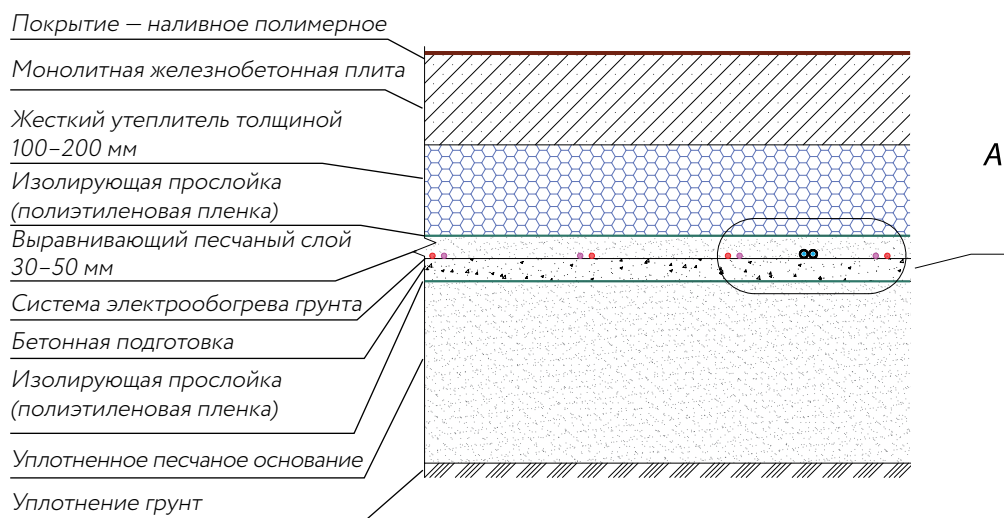 Покрытие – наливное полимерное
Монолитная железнобетонная плита
Жесткий утеплитель толщиной
100–200 мм
Изолирующая прослойка
(полиэтиленовая пленка)
Выравнивающий песчаный слой
30–50 мм
Система электрообогрева грунта
Бетонная подготовка
Изолирующая прослойка
(полиэтиленовая пленка)
Уплотненное песчаное основание
Уплотнение грунт
А